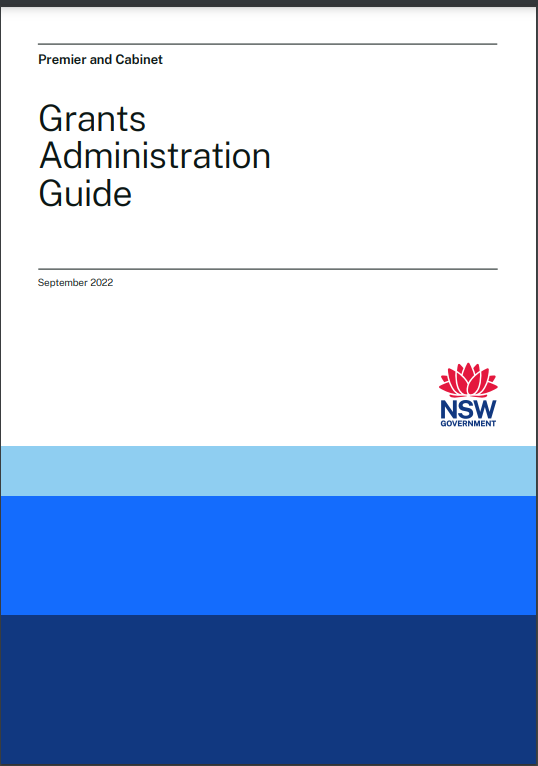 Premier and Cabinet
Grants
Administration
Guide
September 2022
NSW
GOVERNMENT